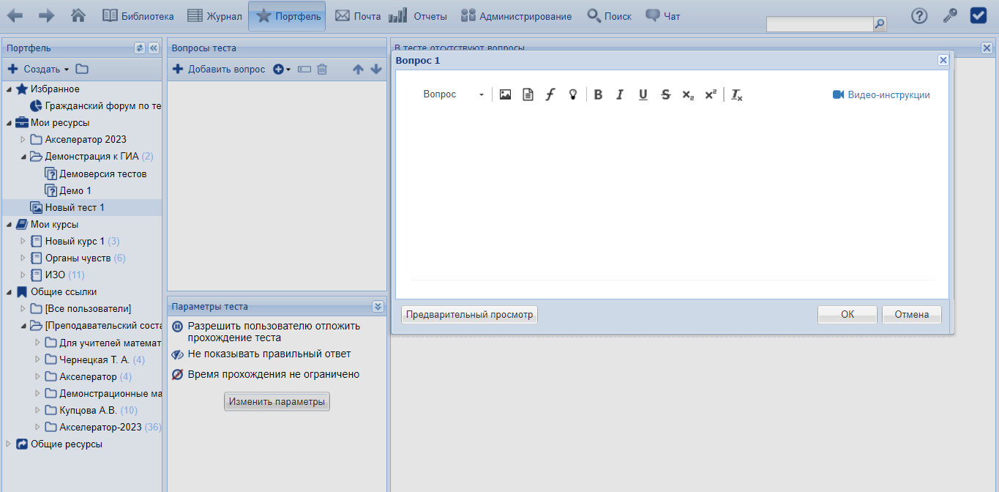 Библиотека
Журнал
Портфель
Почта
Отчеты
Администрирование
Поиск
Чат
Портфель
Создать
Избранное
Гражданский форум по те
Мои ресурсы
Акселератор 2023
Демонстрация к ГИА (2)
Демоверсия тестов
Демо 1
Новый тест 1
Мои курсы
Новый курс 1 (3)
Органы чувств (6)
ИЗО (11)
Общие ссылки
[Все пользователи]
[Преподавательский соста
Для учителей математ
Чернецкая Т. А. (4)
Акселератор (4)
Демонстрационные ма
Купцова А.В. (10)
Акселератор-2023 (36)
Общие ресурсы
Вопросы теста
Добавить вопрос
Параметры теста
Разрешить пользователю отложить
прохождение теста
Не показывать правильный ответ
Время прохождения не ограничено
Изменить параметры
В тесте отсутствуют вопросы
Вопрос 1
Вопрос
B I U S x₂ x² Tx
Видео-инструкции
Предварительный просмотр
ОК
Отмена